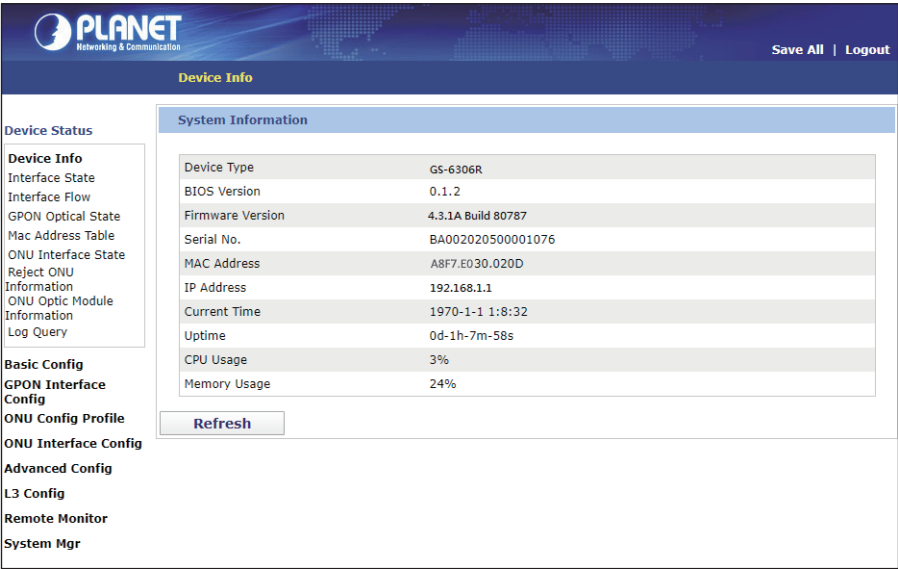 PLANET
Networking & Communication
Save All | Logout
Device Info
Device Status
Device Info
Interface State
Interface Flow
GPON Optical State
Mac Address Table
ONU Interface State
Reject ONU
Information
ONU Optic Module
Information
Log Query
Basic Config
GPON Interface
Config
ONU Config Profile
ONU Interface Config
Advanced Config
L3 Config
Remote Monitor
System Mgr
System Information
Device Type GS-6306R
BIOS Version 0.1.2
Firmware Version 4.3.1A Build 80787
Serial No. BA002020500001076
MAC Address A8F7.E030.020D
IP Address 192.168.1.1
Current Time 1970-1-1 1:8:32
Uptime 0d-1h-7m-58s
CPU Usage 3%
Memory Usage 24%
Refresh